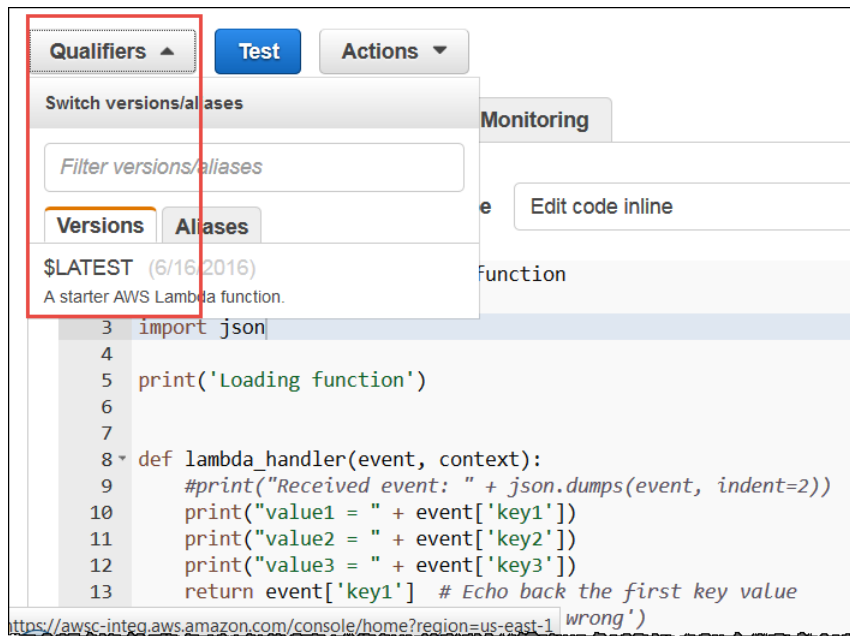 Qualifiers Test Actions
Switch versions/aliases
Monitoring
Filter versions/aliases
e Edit code inline
Versions Aliases
$LATEST (6/16/2016)
function
A starter AWS Lambda function.
3 import json
4
5 print('Loading function')
6
7
8 def lambda_handler(event, context):
9 #print("Received event: " + json.dumps(event, indent=2))
10 print("value1 = " + event['key1'])
11 print("value2 = " + event['key2'])
12 print("value3 = " + event['key3'])
13 return event['key1'] # Echo back the first key value
https://awsc-integ.aws.amazon.com/console/home?region=us-east-1 wrong')